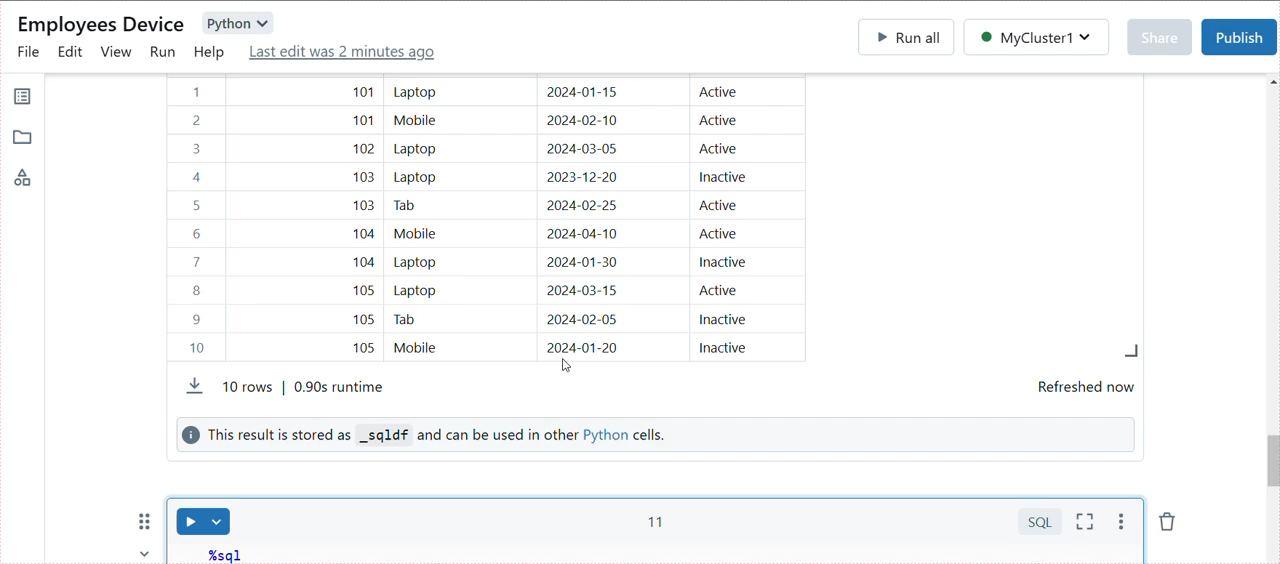 Employees Device Python
File Edit View Run Help Last edit was 2 minutes ago
Run all MyCluster1 Share Publish
1 101 Laptop 2024-01-15 Active
2 101 Mobile 2024-02-10 Active
3 102 Laptop 2024-03-05 Active
4 103 Laptop 2023-12-20 Inactive
5 103 Tab 2024-02-25 Active
6 104 Mobile 2024-04-10 Active
7 104 Laptop 2024-01-30 Inactive
8 105 Laptop 2024-03-15 Active
9 105 Tab 2024-02-05 Inactive
10 105 Mobile 2024-01-20 Inactive
10 rows | 0.90s runtime Refreshed now
This result is stored as _sqldf and can be used in other Python cells.
11 SQL
%sql